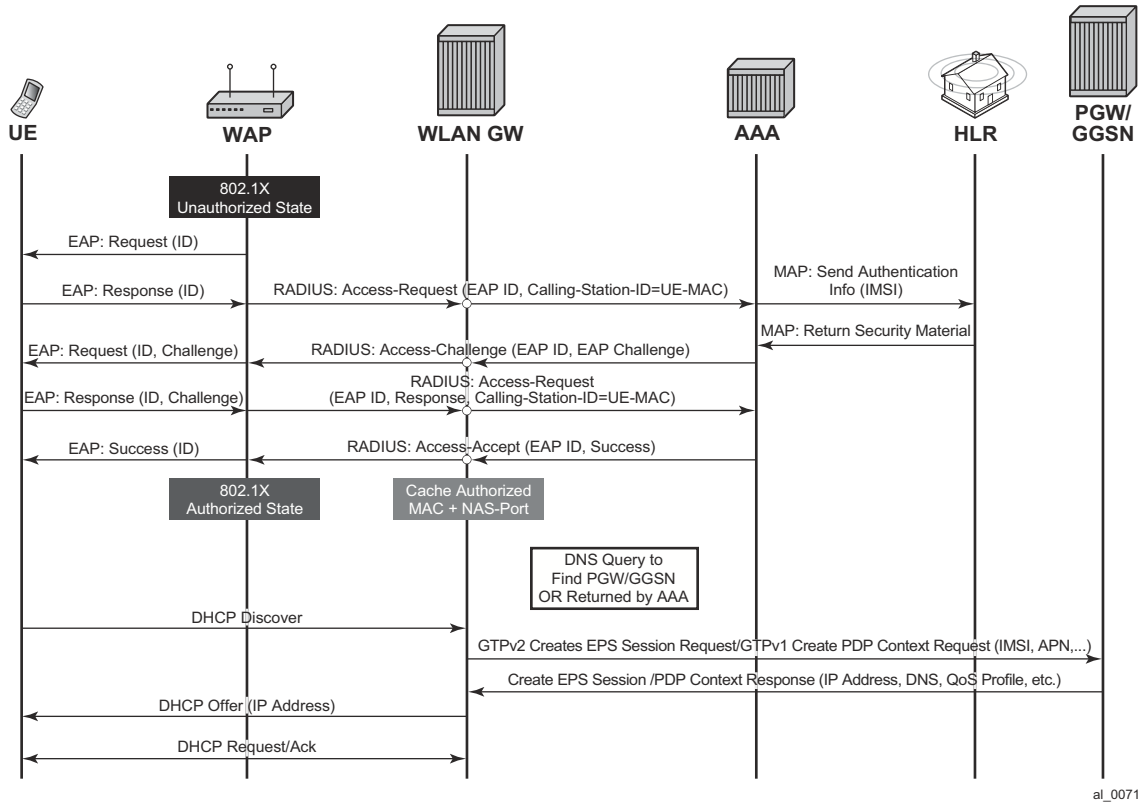 UE
WAP
WLAN GW
AAA
HLR
PGW/
GGSN
802.1X
Unauthorized State
EAP: Request (ID)
EAP: Response (ID)
RADIUS: Access-Request (EAP ID, Calling-Station-ID=UE-MAC)
MAP: Send Authentication
Info (IMSI)
MAP: Return Security Material
EAP: Request (ID, Challenge)
RADIUS: Access-Challenge (EAP ID, EAP Challenge)
EAP: Response (ID, Challenge)
RADIUS: Access-Request
(EAP ID, Response, Calling-Station-ID=UE-MAC)
EAP: Success (ID)
RADIUS: Access-Accept (EAP ID, Success)
802.1X
Authorized State
Cache Authorized
MAC + NAS-Port
DNS Query to
Find PGW/GGSN
OR Returned by AAA
DHCP Discover
GTPv2 Creates EPS Session Request/GTPv1 Create PDP Context Request (IMSI, APN,...)
Create EPS Session /PDP Context Response (IP Address, DNS, QoS Profile, etc.)
DHCP Offer (IP Address)
DHCP Request/Ack
al_0071